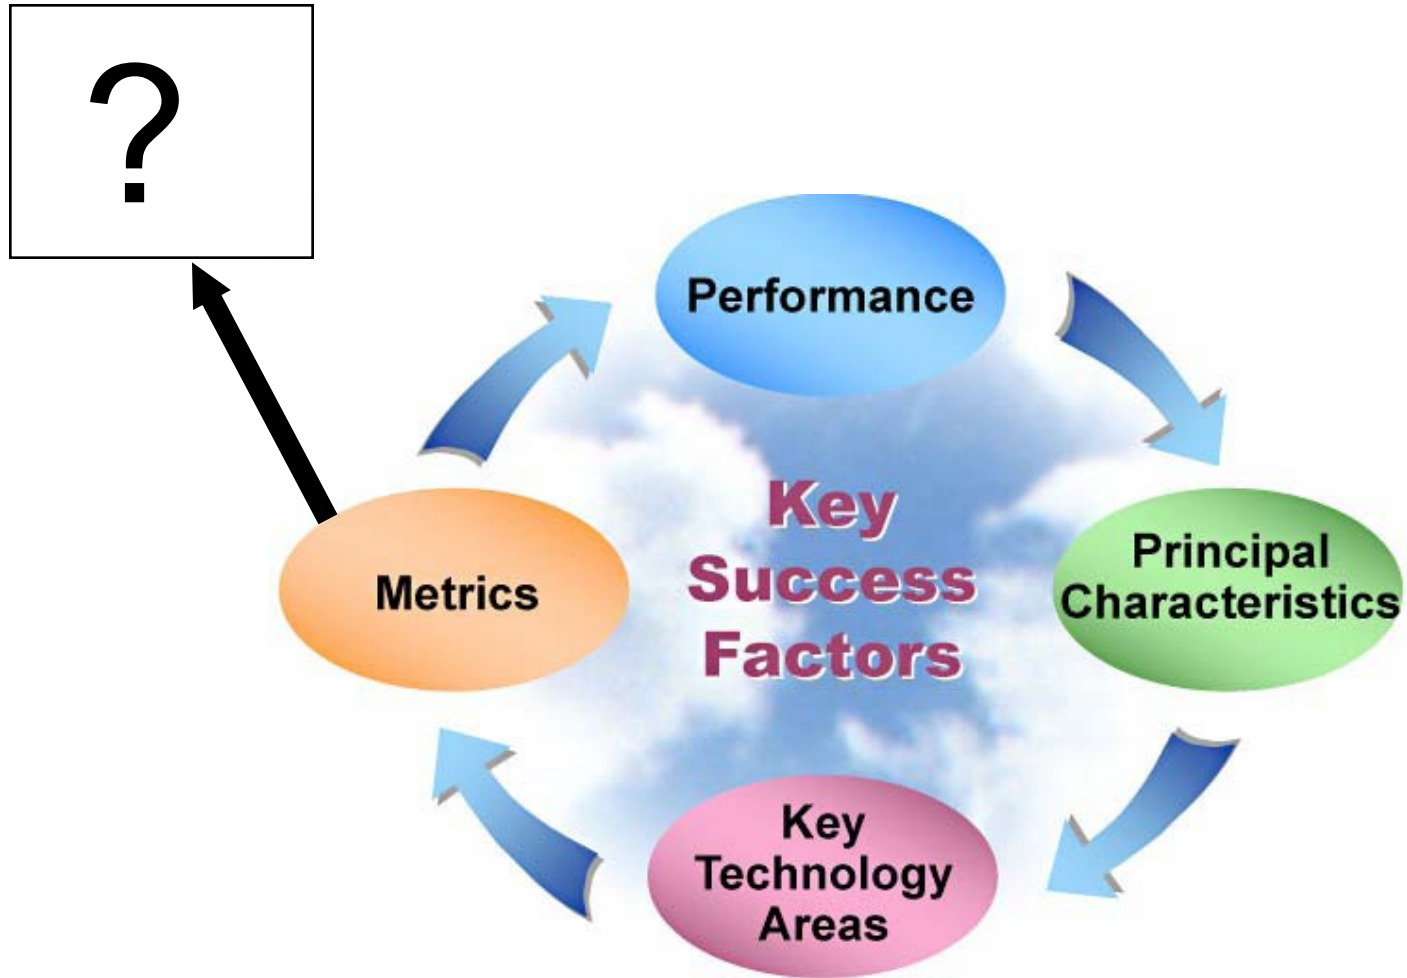 ?
Performance
Key
Success
Factors
Principal
Characteristics
Metrics
Key
Technology
Areas